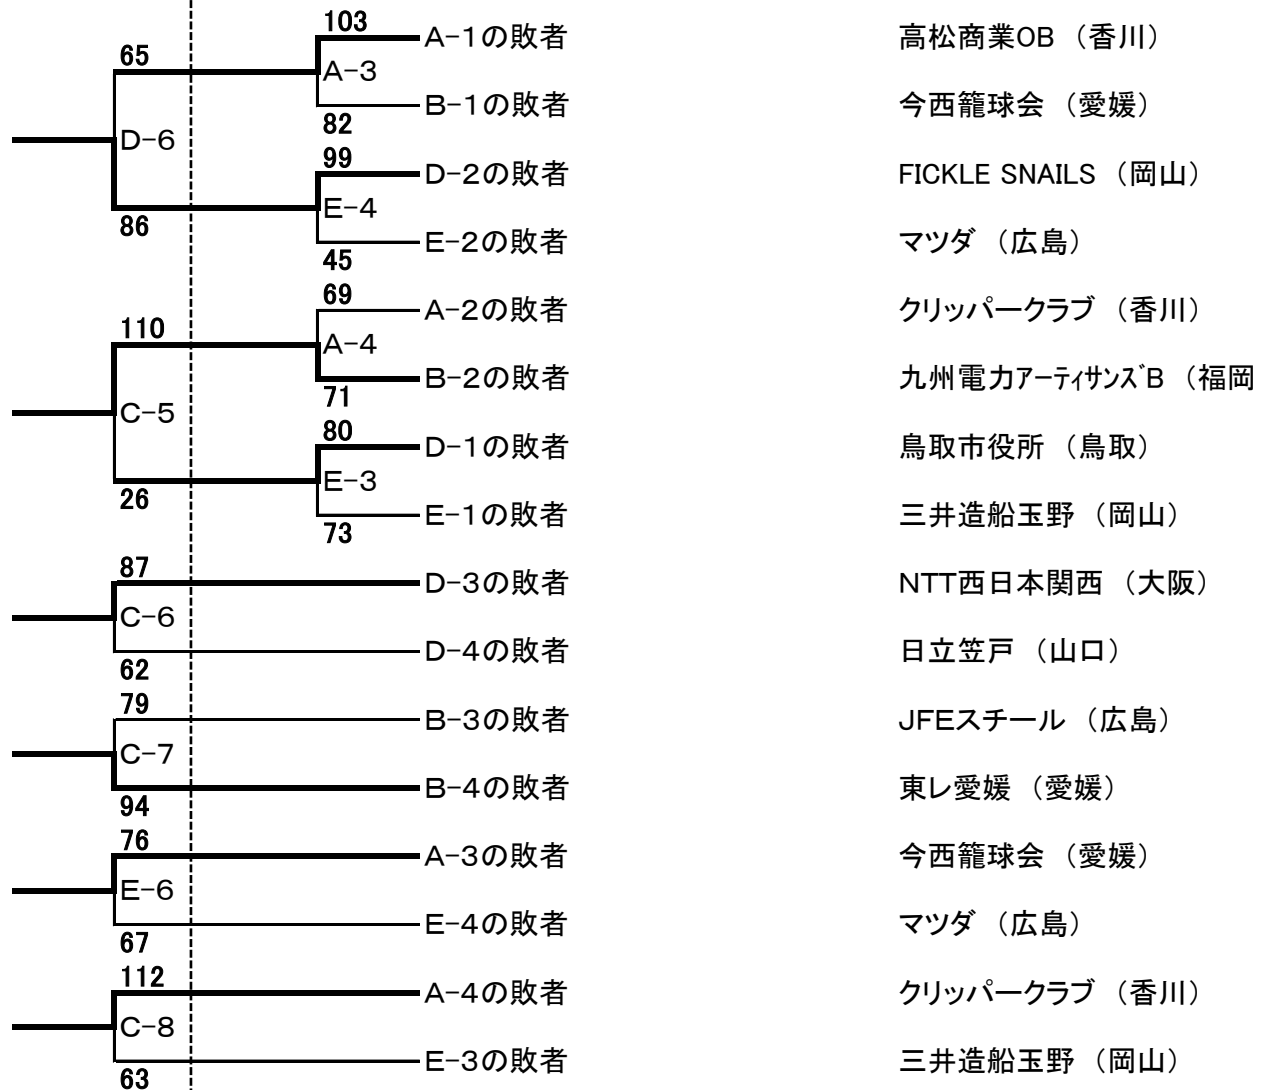 103
A-1の敗者 高松商業OB （香川）
65
A-3
B-1の敗者 今西籠球会 （愛媛）
82
D-6
99
D-2の敗者 FICKLE SNAILS （岡山）
E-4
86
E-2の敗者 マツダ （広島）
45
69
A-2の敗者 クリッパークラブ （香川）
110
A-4
B-2の敗者 九州電力ｱｰﾃｨｻﾝｽﾞB （福岡
71
C-5
80
D-1の敗者 鳥取市役所 （鳥取）
E-3
26
E-1の敗者 三井造船玉野 （岡山）
73
87
D-3の敗者 NTT西日本関西 （大阪）
C-6
D-4の敗者 日立笠戸 （山口）
62
79
B-3の敗者 JFEスチール （広島）
C-7
B-4の敗者 東レ愛媛 （愛媛）
94
76
A-3の敗者 今西籠球会 （愛媛）
E-6
E-4の敗者 マツダ （広島）
67
112
A-4の敗者 クリッパークラブ （香川）
C-8
E-3の敗者 三井造船玉野 （岡山）
63